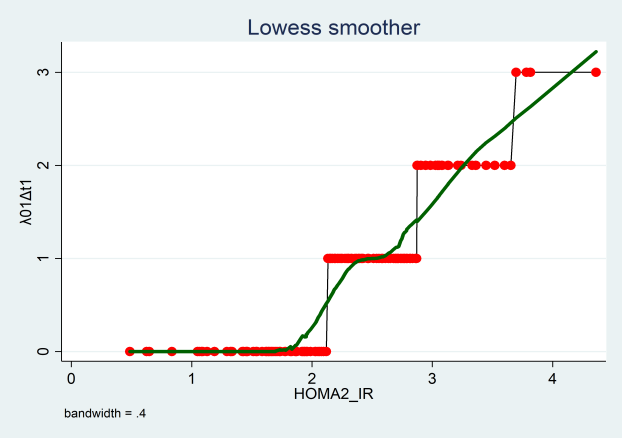 Lowess smoother
λ01Δt1
3
2
1
0
0 1 2 3 4
HOMA2_IR
bandwidth = .4